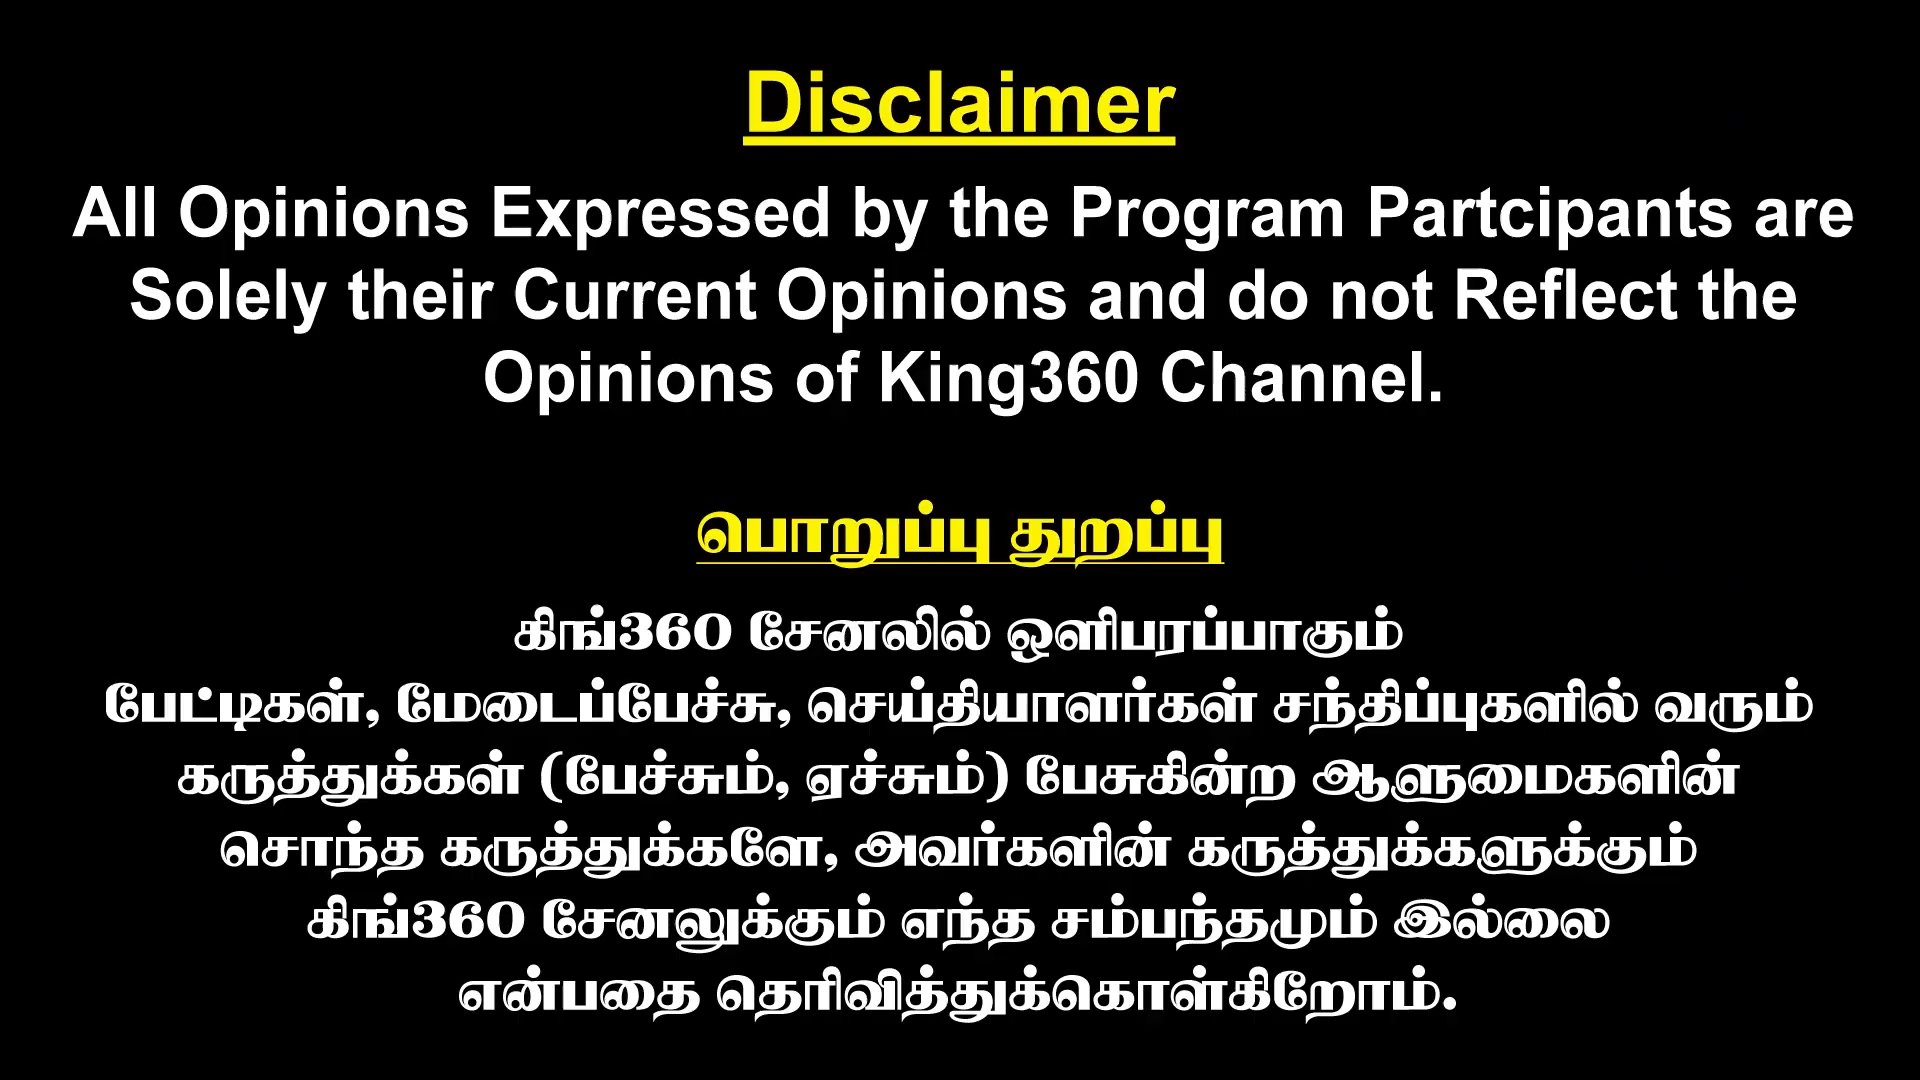 Disclaimer
All Opinions Expressed by the Program Partcipants are
Solely their Current Opinions and do not Reflect the
Opinions of King360 Channel.
பொறுப்பு துறப்பு
கிங்360 சேனலில் ஒளிபரப்பாகும்
பேட்டிகள், மேடைப்பேச்சு, செய்தியாளர்கள் சந்திப்புகளில் வரும்
கருத்துக்கள் (பேச்சும், ஏச்சும்) பேசுகின்ற ஆளுமைகளின்
சொந்த கருத்துக்களே, அவர்களின் கருத்துக்களுக்கும்
கிங்360 சேனலுக்கும் எந்த சம்பந்தமும் இல்லை
என்பதை தெரிவித்துக்கொள்கிறோம்.